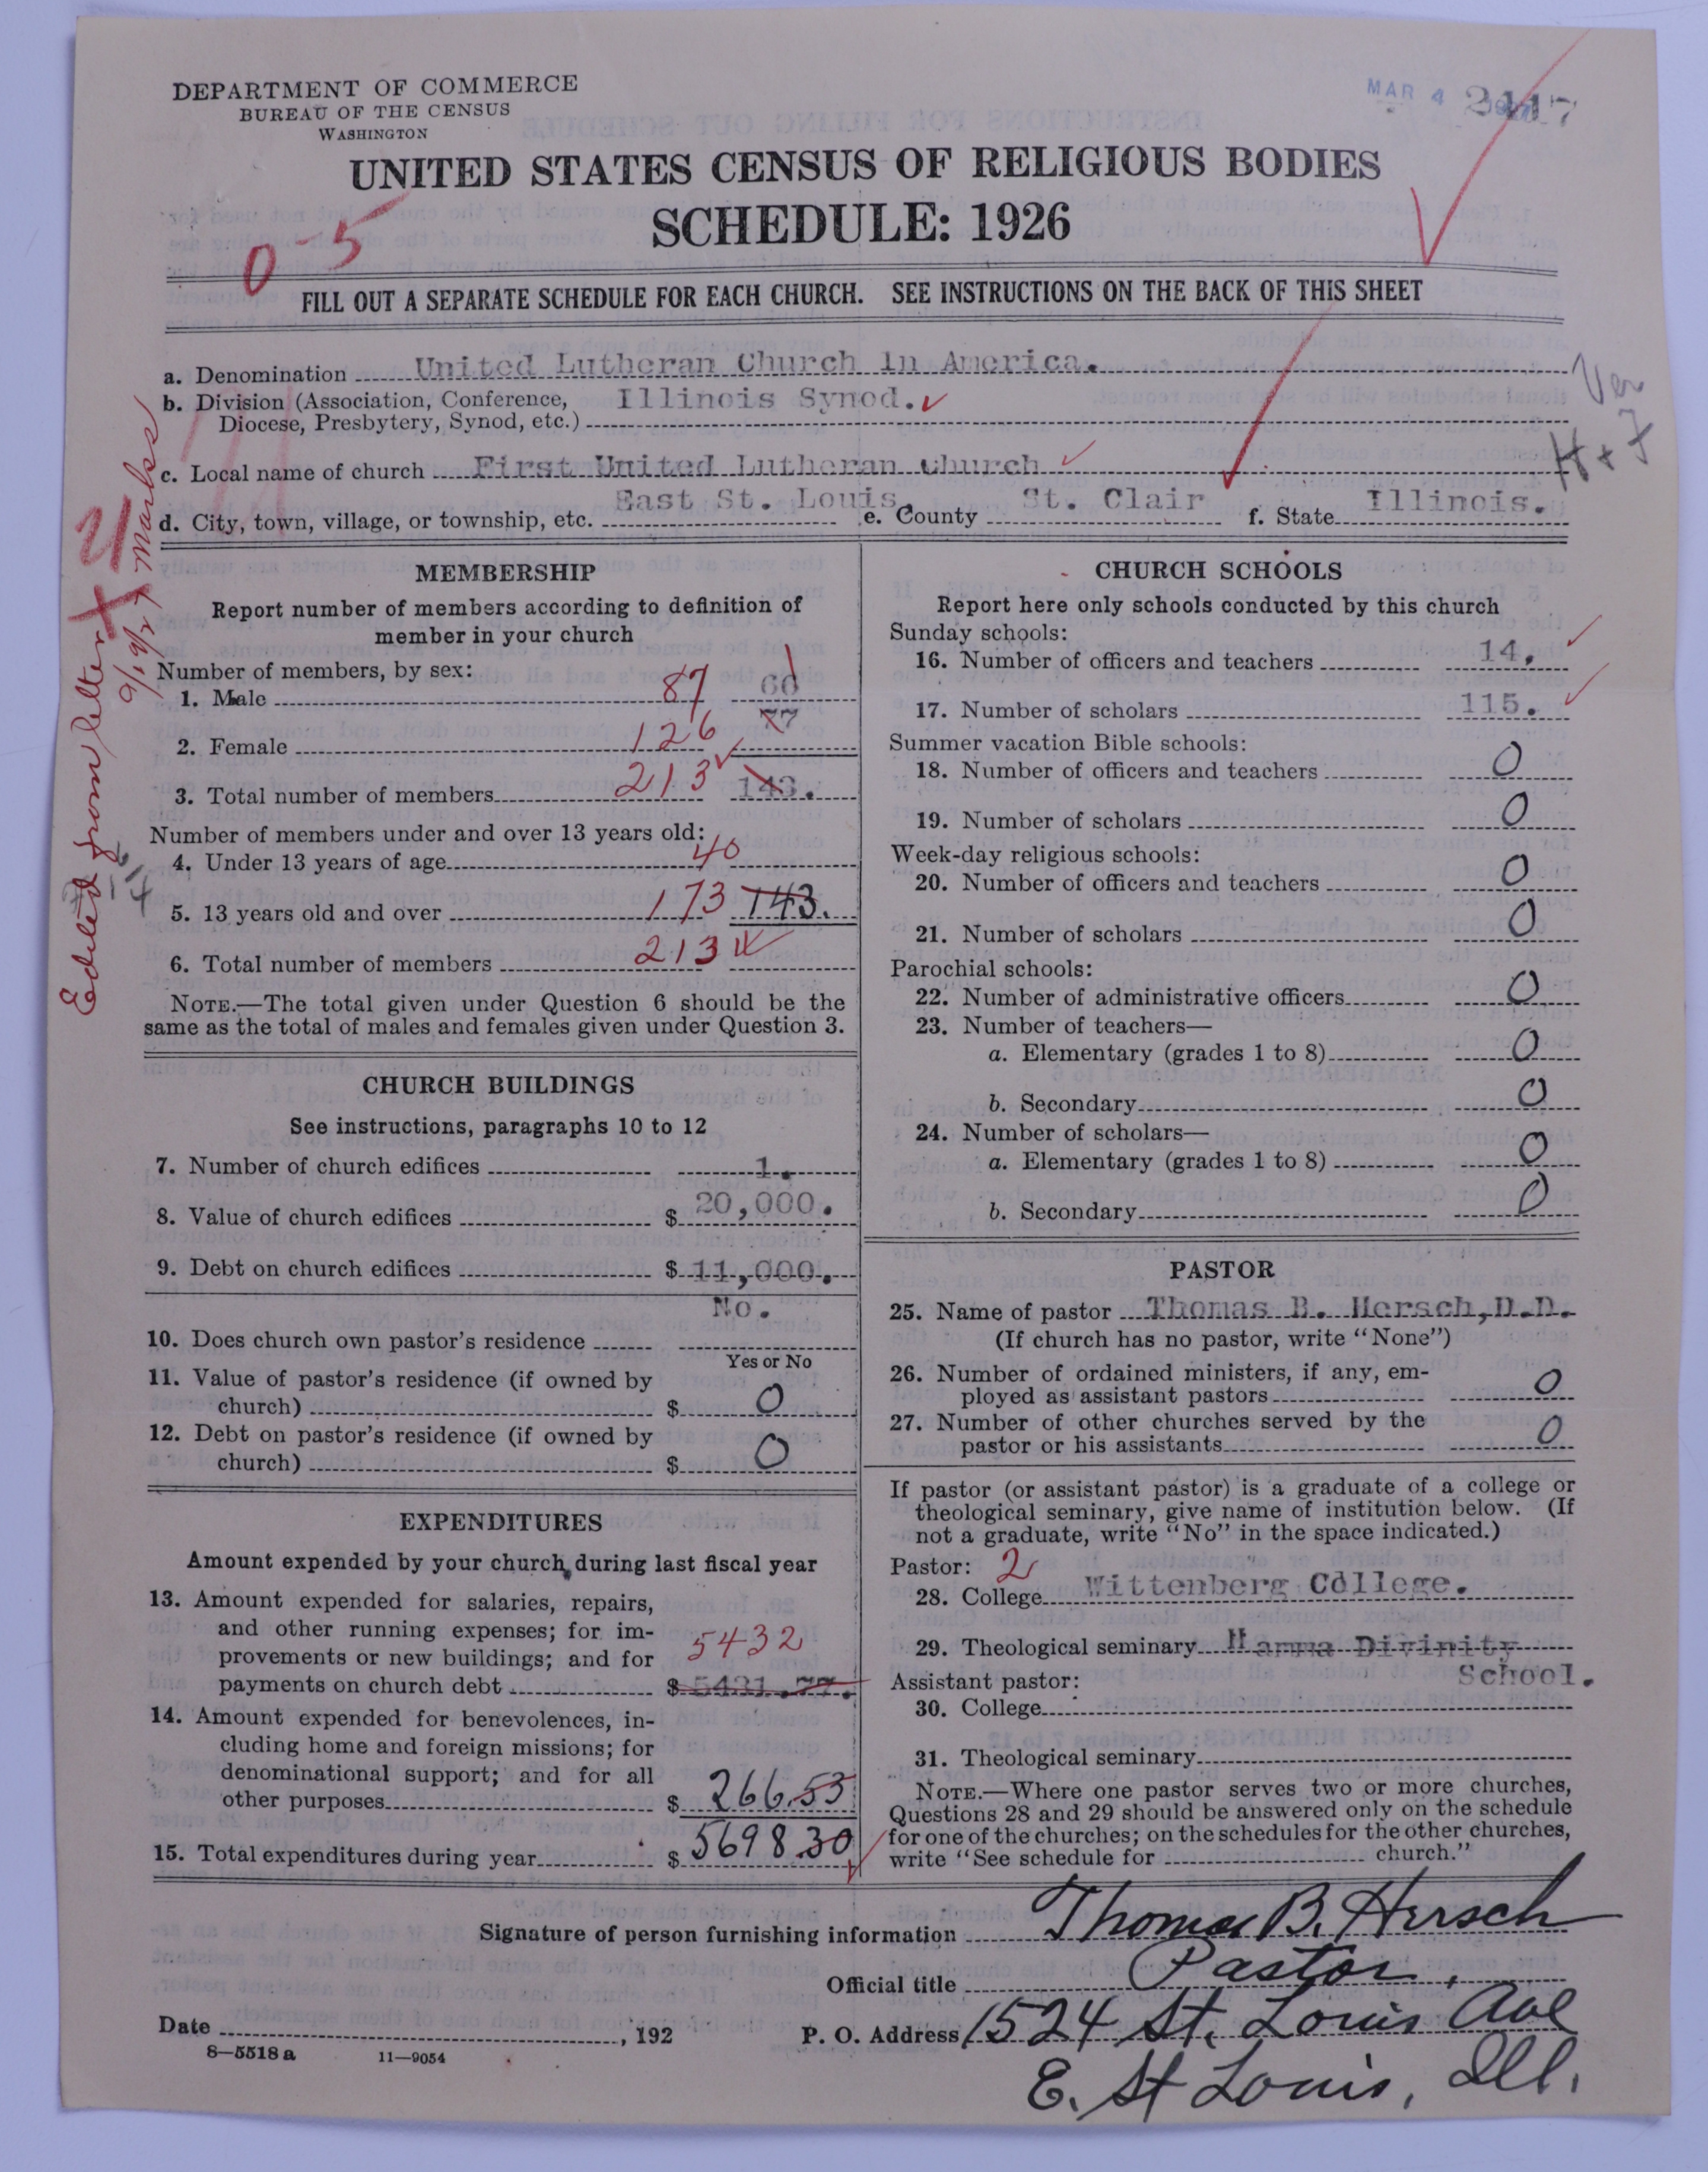 DEPARTMENT OF COMMERCE
BUREAU OF THE CENSUS
WASHINGTON
MAR 4
UNITED STATES CENSUS OF RELIGIOUS BODIES
SCHEDULE: 1926
0-5
FILL OUT A SEPARATE SCHEDULE FOR EACH CHURCH. SEE INSTRUCTIONS ON THE BACK OF THIS SHEET
a. Denomination United Lutheran Church in America.
b. Division (Association, Conference, Illinois Synod.
Diocese, Presbytery, Synod, etc.)
Ver
H + F
c. Local name of church First United Lutheran Church
d. City, town, village, or township, etc. East St. Louis, e. County St. Clair f. State Illinois.
Edited from letter
9/19/27 Marks
MEMBERSHIP
Report number of members according to definition of
member in your church
Number of members, by sex:
1. Male 87 66
2. Female 126 77
3. Total number of members 213 143.
Number of members under and over 13 years old:
4. Under 13 years of age 40
5. 13 years old and over 173 143.
6. Total number of members 213
NOTE.—The total given under Question 6 should be the
same as the total of males and females given under Question 3.
CHURCH BUILDINGS
See instructions, paragraphs 10 to 12
7. Number of church edifices 1.
8. Value of church edifices $ 20,000.
9. Debt on church edifices $ 11,000.
10. Does church own pastor's residence No.
Yes or No
11. Value of pastor's residence (if owned by
church) $ 0
12. Debt on pastor's residence (if owned by
church) $ 0
EXPENDITURES
Amount expended by your church during last fiscal year
13. Amount expended for salaries, repairs,
and other running expenses; for im-
provements or new buildings; and for 5432
payments on church debt $ 5431.77.
14. Amount expended for benevolences, in-
cluding home and foreign missions; for
denominational support; and for all
other purposes $ 266.53
15. Total expenditures during year $ 5698.30
CHURCH SCHOOLS
Report here only schools conducted by this church
Sunday schools:
16. Number of officers and teachers 14.
17. Number of scholars 115.
Summer vacation Bible schools:
18. Number of officers and teachers 0
19. Number of scholars 0
Week-day religious schools:
20. Number of officers and teachers 0
21. Number of scholars 0
Parochial schools:
22. Number of administrative officers 0
23. Number of teachers—
a. Elementary (grades 1 to 8) 0
b. Secondary 0
24. Number of scholars—
a. Elementary (grades 1 to 8) 0
b. Secondary 0
PASTOR
25. Name of pastor Thomas B. Hersch,D.D.
(If church has no pastor, write "None")
26. Number of ordained ministers, if any, em-
ployed as assistant pastors 0
27. Number of other churches served by the
pastor or his assistants 0
If pastor (or assistant pastor) is a graduate of a college or
theological seminary, give name of institution below. (If
not a graduate, write "No" in the space indicated.)
Pastor: 2
28. College Wittenberg College.
29. Theological seminary Hamma Divinity
Assistant pastor: School.
30. College
31. Theological seminary
NOTE.—Where one pastor serves two or more churches,
Questions 28 and 29 should be answered only on the schedule
for one of the churches; on the schedules for the other churches,
write "See schedule for church."
Signature of person furnishing information Thomas B. Hersch
Official title Pastor.
Date , 192 P. O. Address 1524 St. Louis Ave
8—5518 a 11—9054
E. St Louis, Ill.